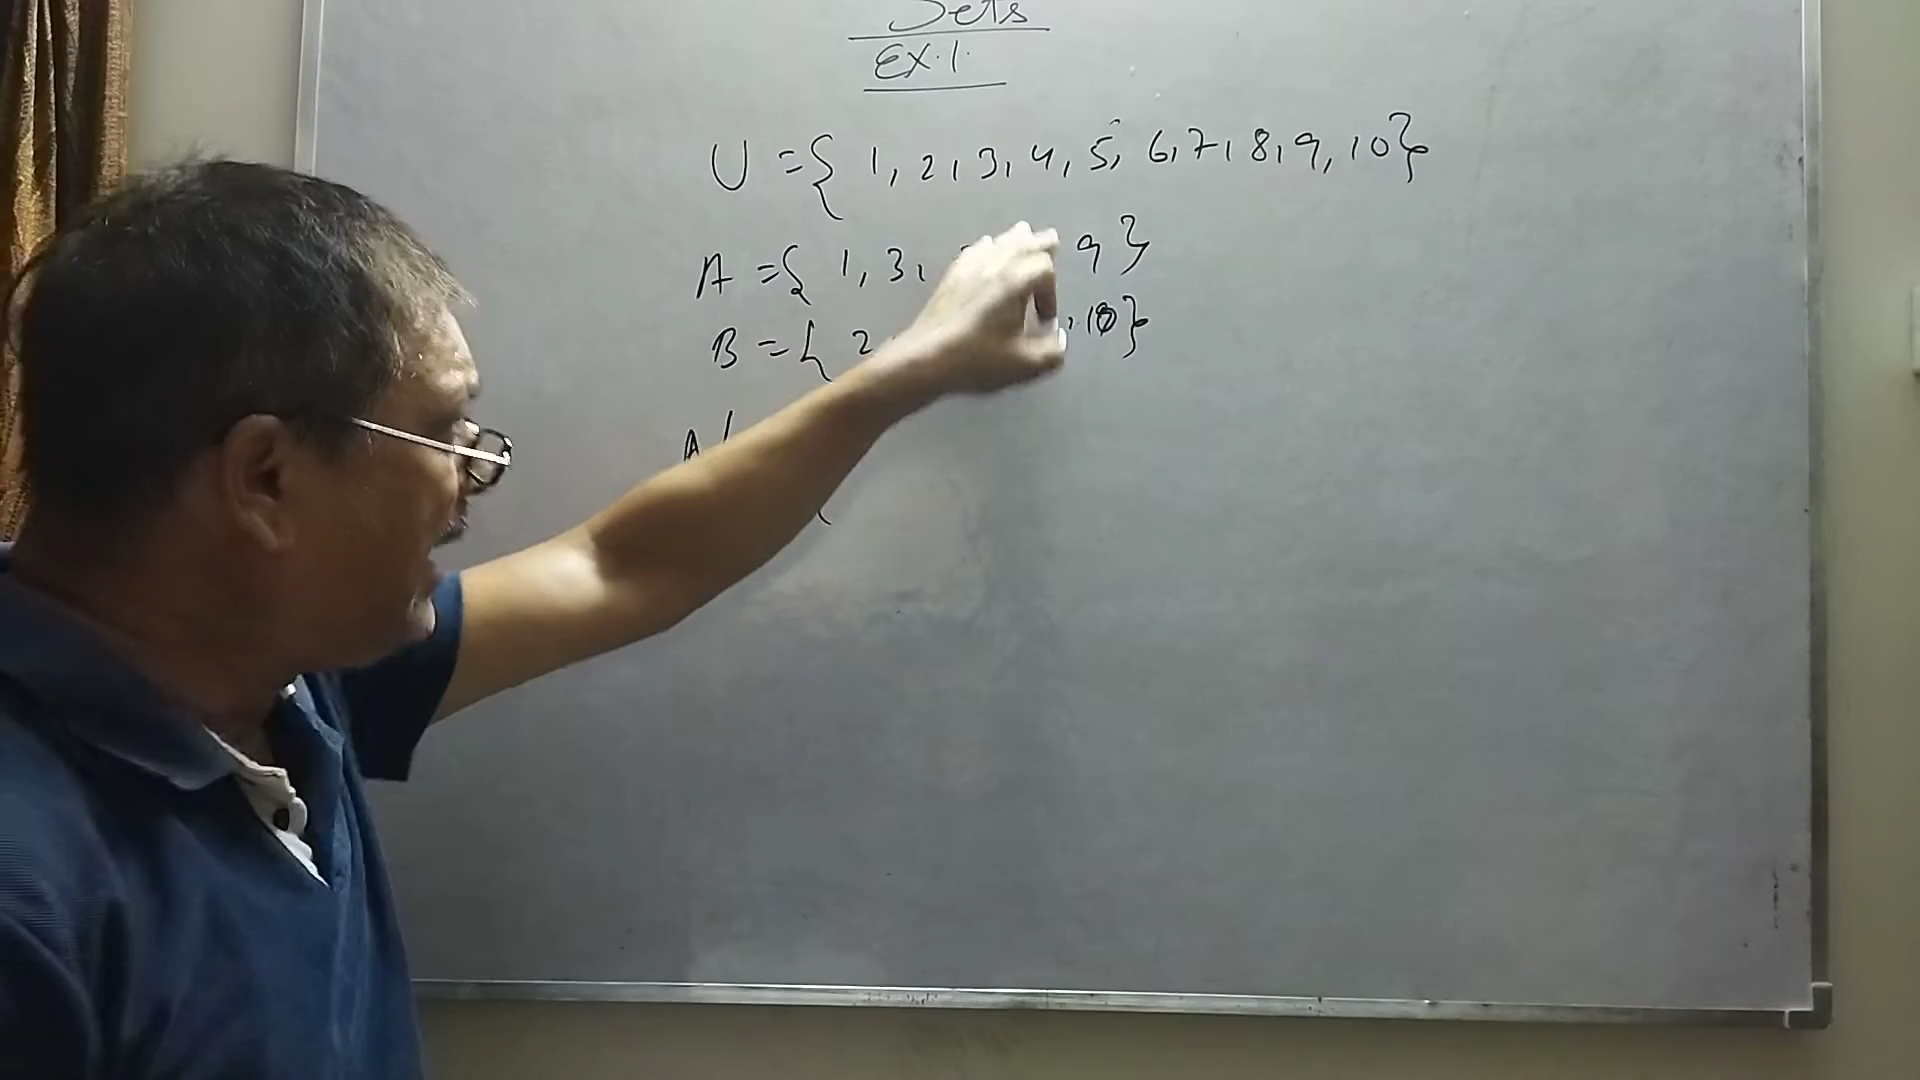 Sets
Ex.1.
U = { 1, 2, 3, 4, 5, 6, 7, 8, 9, 10}
A = { 1, 3, 9 }
B = { 2 , 10}
A'